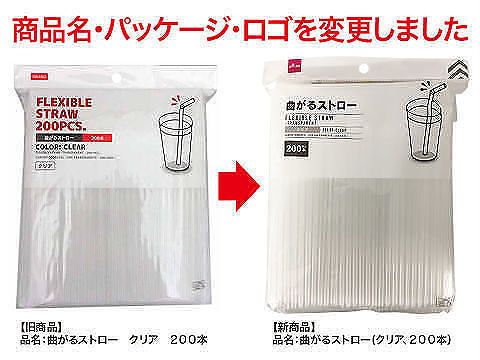 商品名・パッケージ・ロゴを変更しました
FLEXIBLE
STRAW
200PCS.
曲がるストロー 200本
COLOR: CLEAR
クリア
曲がるストロー
FLEXIBLE STRAW
200本
【旧商品】
品名:曲がるストロー クリア 200本
【新商品】
品名:曲がるストロー(クリア、200本)